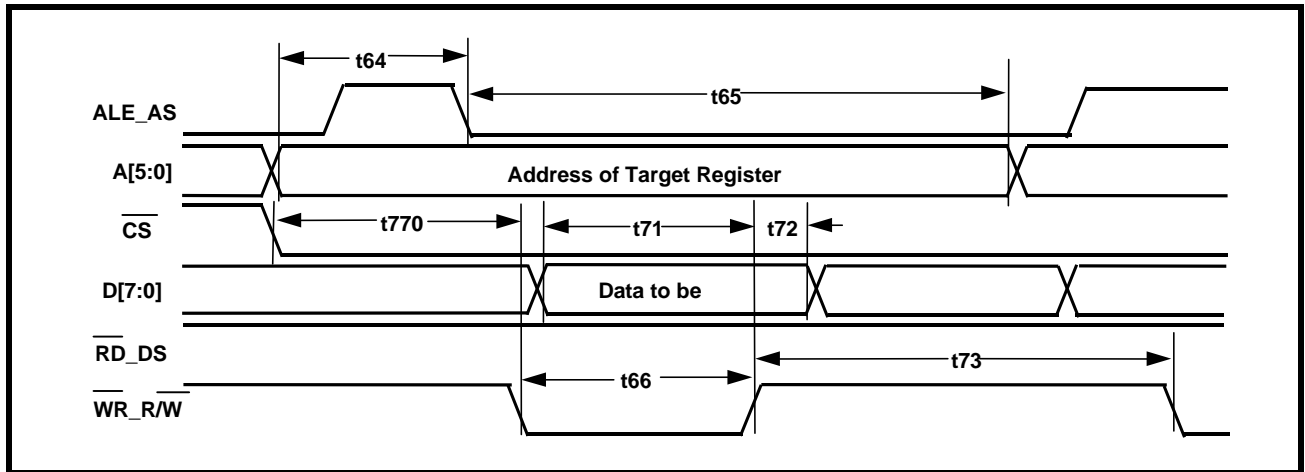 t64
t65
ALE_AS
A[5:0]
Address of Target Register
CS
t770
t71
t72
D[7:0]
Data to be
RD_DS
t73
t66
WR_R/W